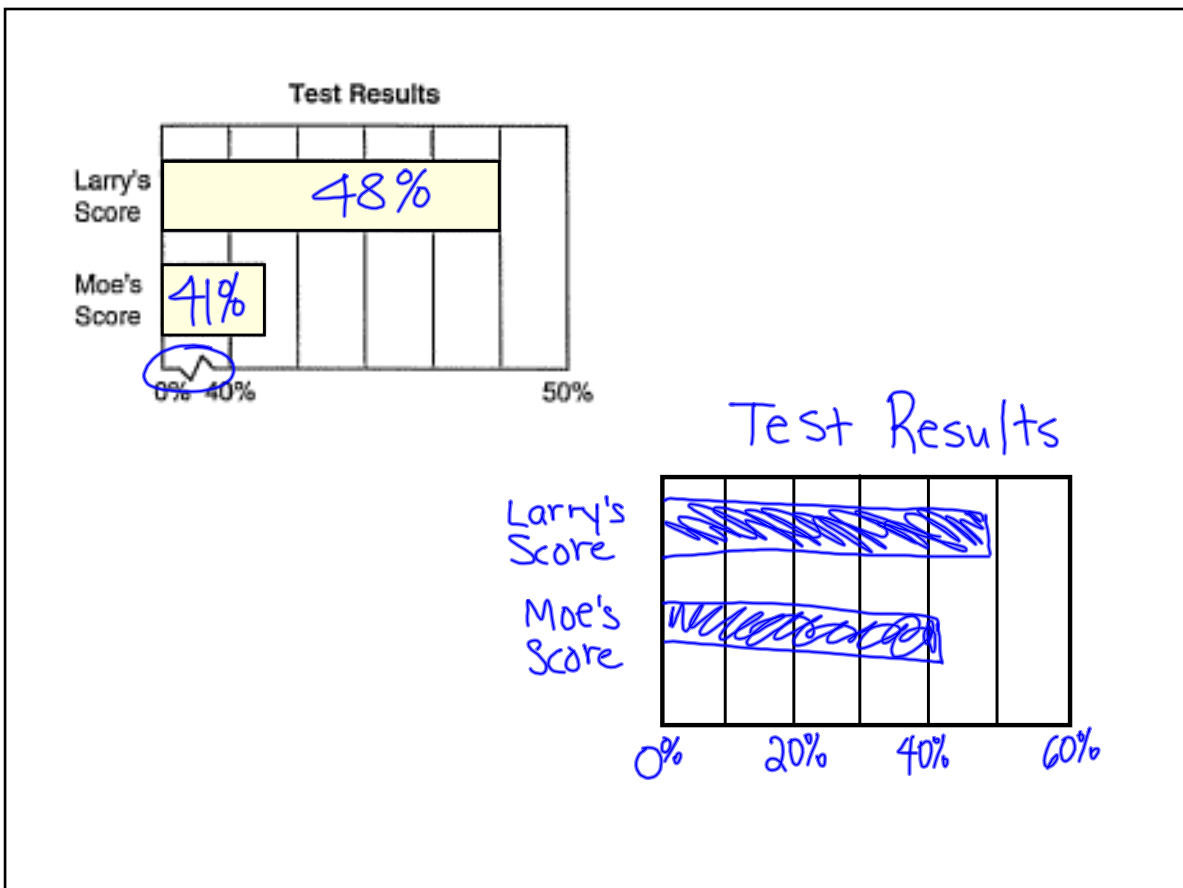 Test Results
Larry's
Score
48%
Moe's
Score
41%
0% 40% 50%
Test Results
Larry's
Score
Moe's
Score
0% 20% 40% 60%